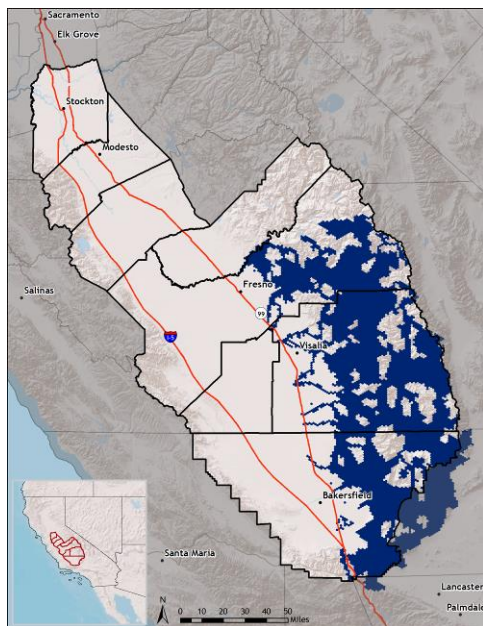 Sacramento
Elk Grove
Stockton
Modesto
Salinas
Fresno
99
Visalia
Bakersfield
Santa Maria
Lancaster
N
Palmdale
0 10 20 30 40 50
Miles